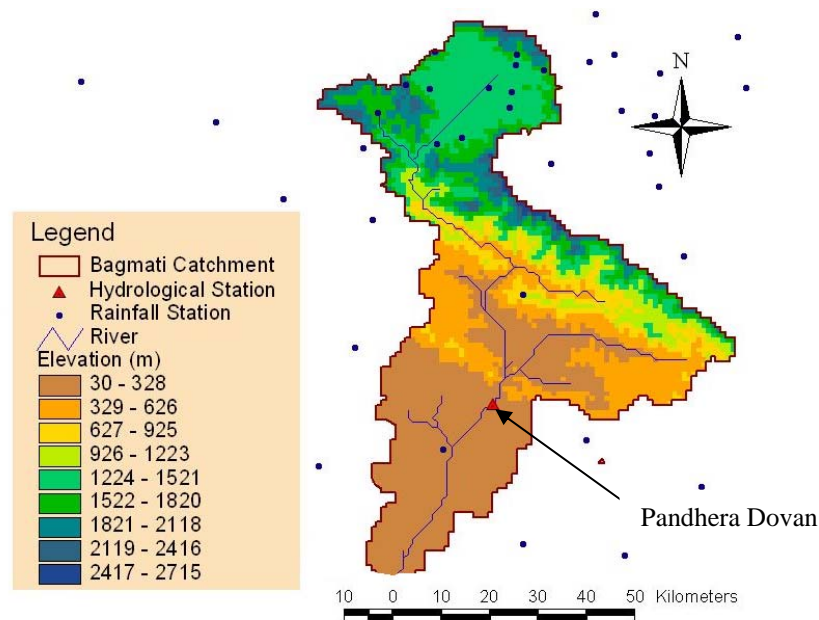 N
Legend
Bagmati Catchment
Hydrological Station
Rainfall Station
River
Elevation (m)
30 - 328
329 - 626
627 - 925
926 - 1223
1224 - 1521
1522 - 1820
1821 - 2118
2119 - 2416
2417 - 2715
Pandhera Dovan
10 0 10 20 30 40 50 Kilometers